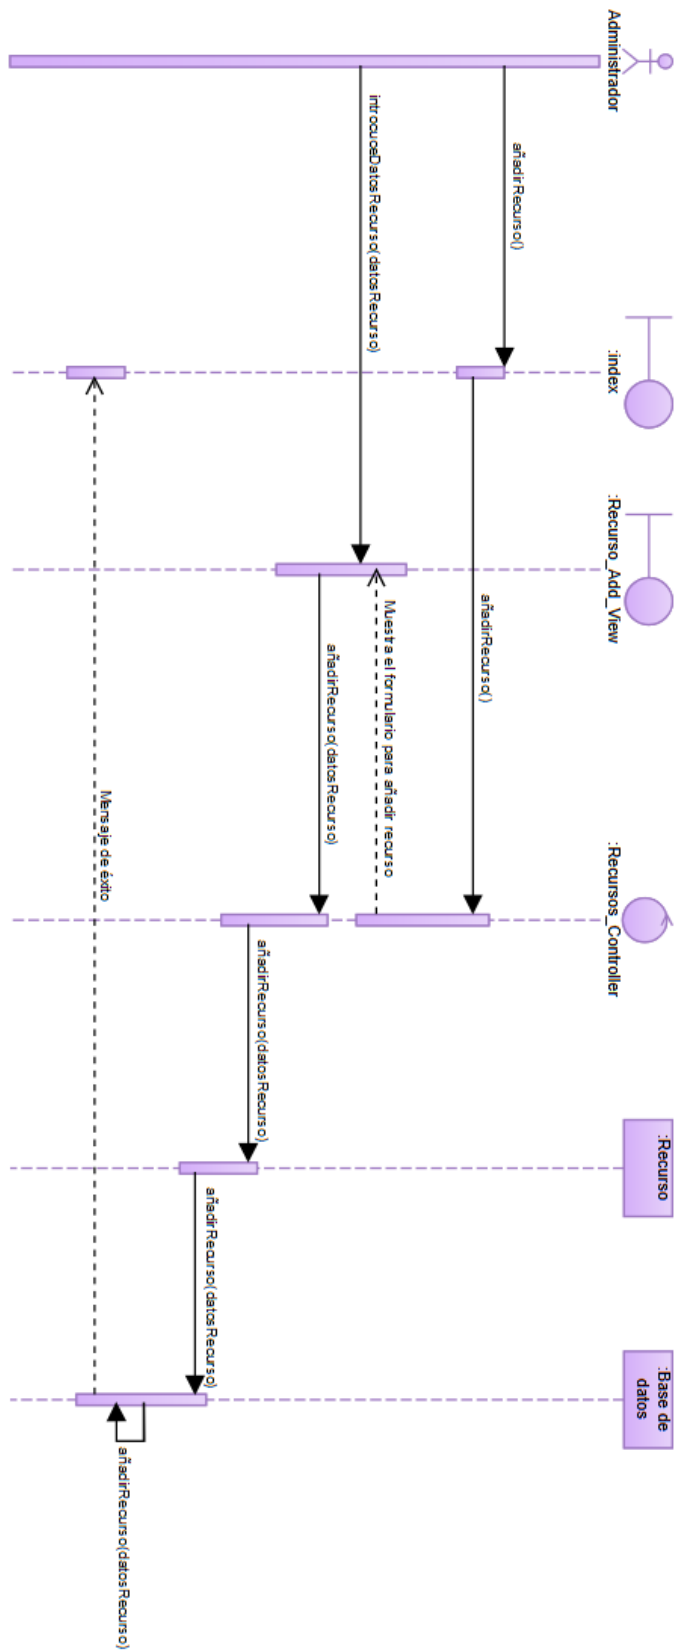 Administrador
:index
:Recurso_Add_View
:Recursos_Controller
:Recurso
:Base de
datos
añadirRecurso()
añadirRecurso()
Muestra el formulario para añadir recurso
introcuceDatosRecurso(datosRecurso)
añadirRecurso(datosRecurso)
añadirRecurso(datosRecurso)
añadirRecurso(datosRecurso)
añadirRecurso(datosRecurso)
Mensaje de éxito